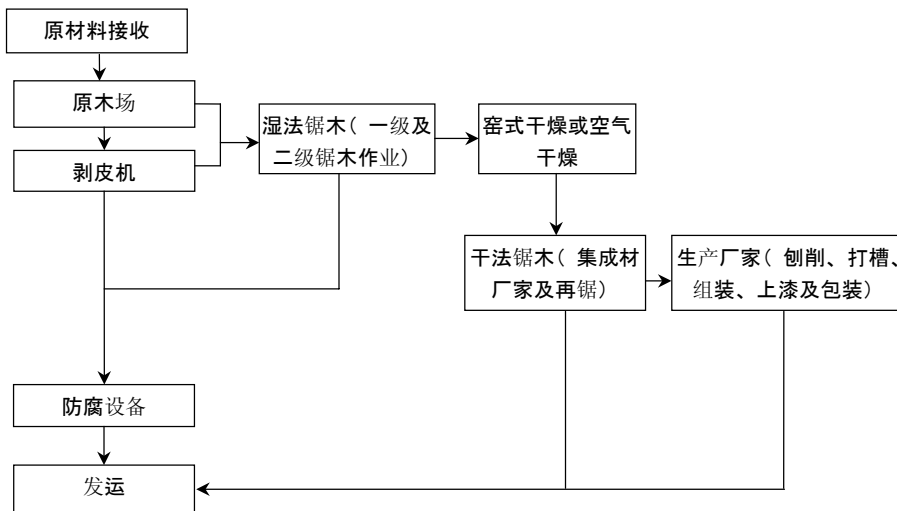 原材料接收
原木场
剥皮机
湿法锯木( 一级及
二级锯木作业)
窑式干燥或空气
干燥
干法锯木( 集成材
厂家及再锯)
生产厂家( 刨削、打槽、
组装、上漆及包装)
防腐设备
发运